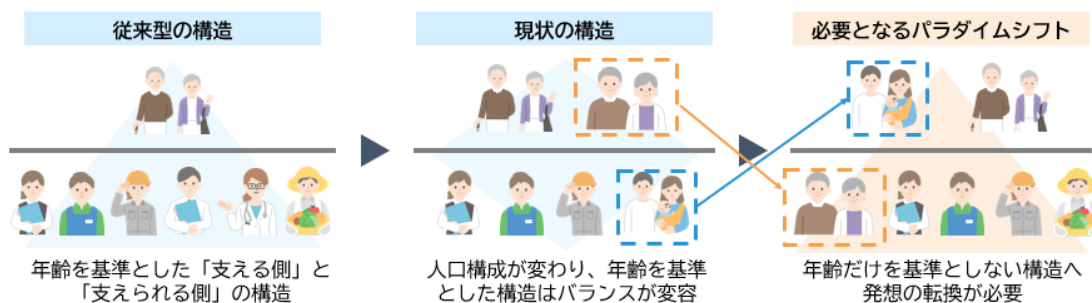 従来型の構造
現状の構造
必要となるパラダイムシフト
年齢を基準とした「支える側」と
「支えられる側」の構造
人口構成が変わり、年齢を基準
とした構造はバランスが変容
年齢だけを基準としない構造へ
発想の転換が必要